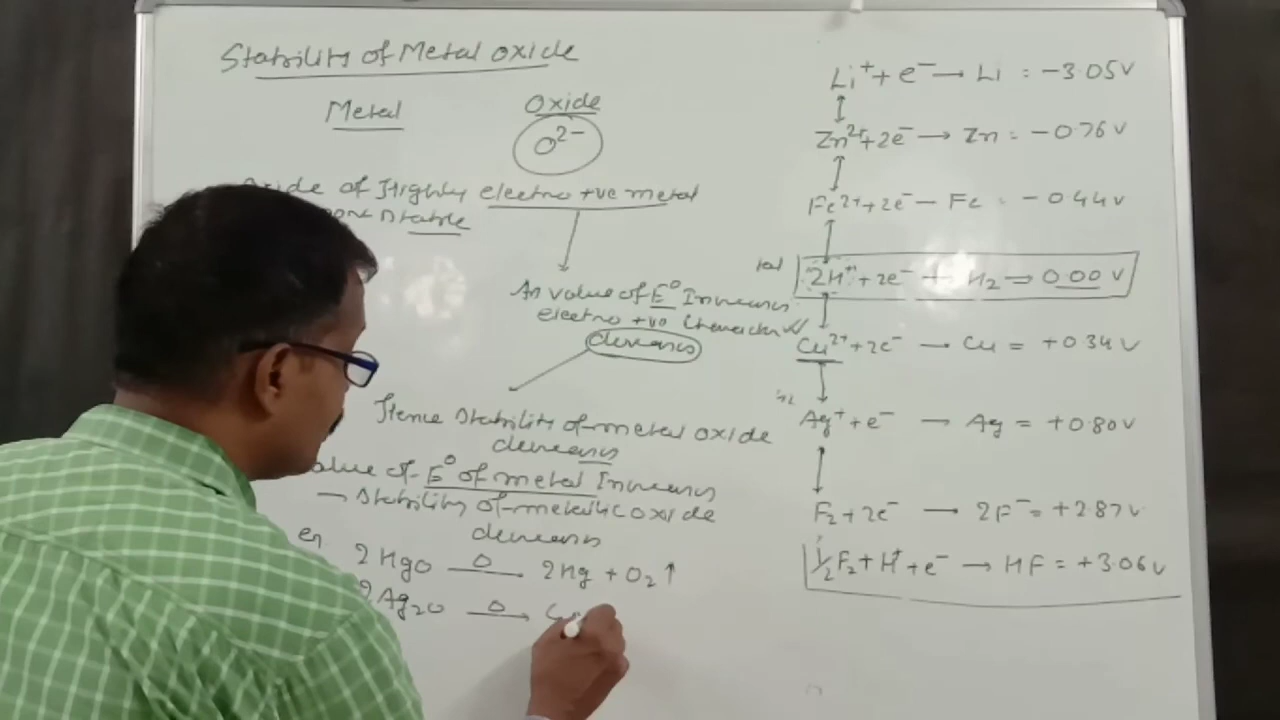 Stability of Metal Oxide
Metal
Oxide
O²⁻
Oxide of Highly electro +ve metal
more stable
As value of E⁰ Increases
electro +ve character
decreases
Hence Stability of metal oxide
decreases
value of E⁰ of metal Increases
→ Stability of metallic oxide
decreases
2HgO —Δ→ 2Hg + O₂ ↑
2Ag₂O —Δ→
Li⁺ + e⁻ → Li = -3.05V
Zn²⁺ + 2e⁻ → Zn = -0.76V
Fe²⁺ + 2e⁻ — Fe = -0.44V
2H⁺ + 2e⁻ → H₂ ⇒ 0.00V
Cu²⁺ + 2e⁻ → Cu = +0.34V
Ag⁺ + e⁻ → Ag = +0.80V
F₂ + 2e⁻ → 2F⁻ = +2.87V
½F₂ + H⁺ + e⁻ → HF = +3.06V